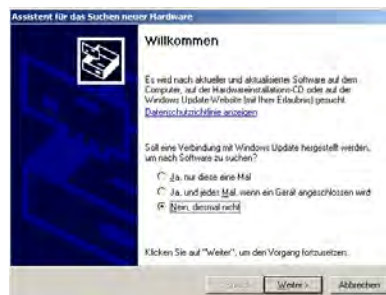 Assistent für das Suchen neuer Hardware
Willkommen
Es wird nach aktueller und aktualisierter Software auf dem
Computer, auf der Hardwareinstallations-CD oder auf der
Windows Update-Website (mit Ihrer Erlaubnis) gesucht.
Datenschutzrichtlinie anzeigen
Soll eine Verbindung mit Windows Update hergestellt werden,
um nach Software zu suchen?
Ja, nur diese eine Mal
Ja, und jedes Mal, wenn ein Gerät angeschlossen wird
Nein, diesmal nicht
Klicken Sie auf "Weiter", um den Vorgang fortzusetzen.
Weiter > Abbrechen